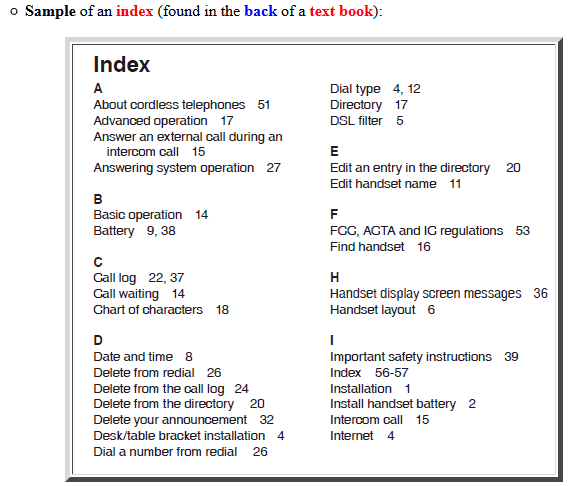 Sample of an index (found in the back of a text book):
Index
A
About cordless telephones 51
Advanced operation 17
Answer an external call during an
intercom call 15
Answering system operation 27
B
Basic operation 14
Battery 9, 38
C
Call log 22, 37
Call waiting 14
Chart of characters 18
D
Date and time 8
Delete from redial 26
Delete from the call log 24
Delete from the directory 20
Delete your announcement 32
Desk/table bracket installation 4
Dial a number from redial 26
Dial type 4, 12
Directory 17
DSL filter 5
E
Edit an entry in the directory 20
Edit handset name 11
F
FCC, ACTA and IC regulations 53
Find handset 16
H
Handset display screen messages 36
Handset layout 6
I
Important safety instructions 39
Index 56-57
Installation 1
Install handset battery 2
Intercom call 15
Internet 4